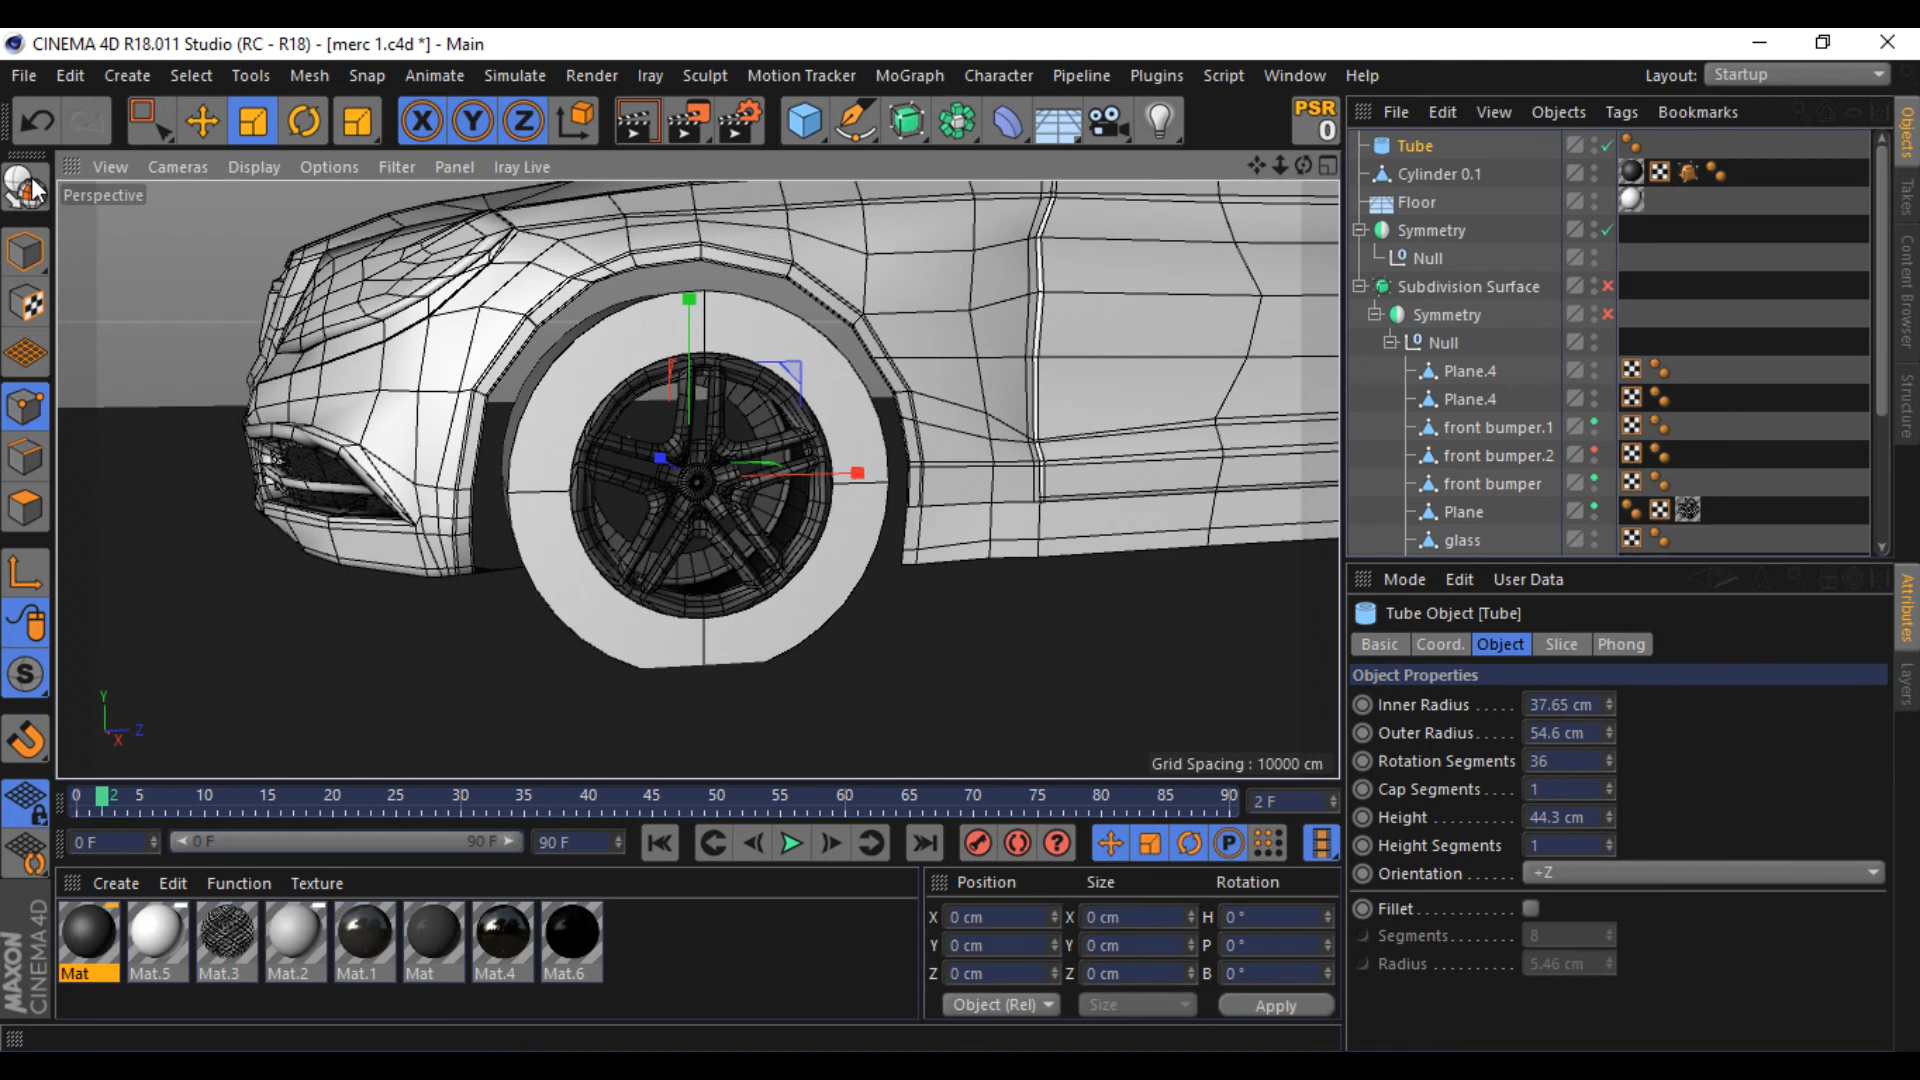 CINEMA 4D R18.011 Studio (RC - R18) - [merc 1.c4d *] - Main
File Edit Create Select Tools Mesh Snap Animate Simulate Render Iray Sculpt Motion Tracker MoGraph Character Pipeline Plugins Script Window Help
Layout: Startup
X Y Z
PSR
0
File Edit View Objects Tags Bookmarks
View Cameras Display Options Filter Panel Iray Live
Perspective
Tube
Cylinder 0.1
Floor
Symmetry
Null
Subdivision Surface
Symmetry
Null
Plane.4
Plane.4
front bumper.1
front bumper.2
front bumper
Plane
glass
Objects
Takes
Content Browser
Structure
Y
Z
X
Grid Spacing : 10000 cm
Mode Edit User Data
Tube Object [Tube]
Basic Coord. Object Slice Phong
Object Properties
Inner Radius ..... 37.65 cm
Outer Radius..... 54.6 cm
Rotation Segments 36
Cap Segments.... 1
Height ......... 44.3 cm
Height Segments 1
Orientation ...... +Z
Fillet............
Segments........ 8
Radius .......... 5.46 cm
Attributes
Layers
0 2 5 10 15 20 25 30 35 40 45 50 55 60 65 70 75 80 85 90
2 F
0 F
0 F 90 F
90 F
P
Create Edit Function Texture
Mat Mat.5 Mat.3 Mat.2 Mat.1 Mat Mat.4 Mat.6
Position Size Rotation
X 0 cm X 0 cm H 0 °
Y 0 cm Y 0 cm P 0 °
Z 0 cm Z 0 cm B 0 °
Object (Rel) Size Apply
MAXON
CINEMA 4D